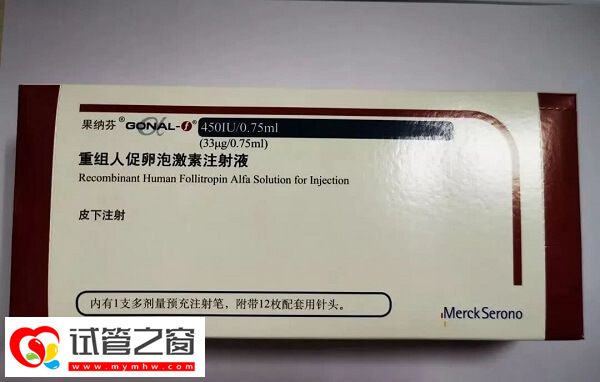 果纳芬® GONAL-f® 450IU/0.75ml
(33μg/0.75ml)
重组人促卵泡激素注射液
Recombinant Human Follitropin Alfa Solution for Injection
皮下注射
内有1支多剂量预充注射笔，附带12枚配套用针头。
MerckSerono
试管之窗
www.mymhw.com